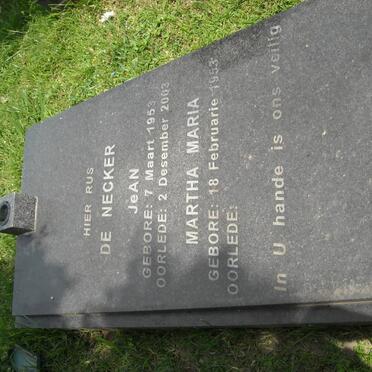 HIER RUS
DE NECKER
JeAN
GEBORE: 7 Maart 1953
OORLEDE: 2 Desember 2003
MARTHA MARIA
GEBORE: 18 Februarie 1953
OORLEDE:
In U hande is ons veilig